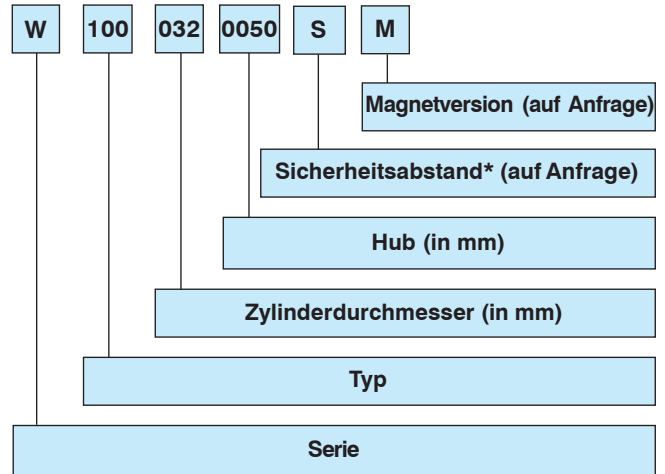 W 100 032 0050 S M
Magnetversion (auf Anfrage)
Sicherheitsabstand* (auf Anfrage)
Hub (in mm)
Zylinderdurchmesser (in mm)
Typ
Serie